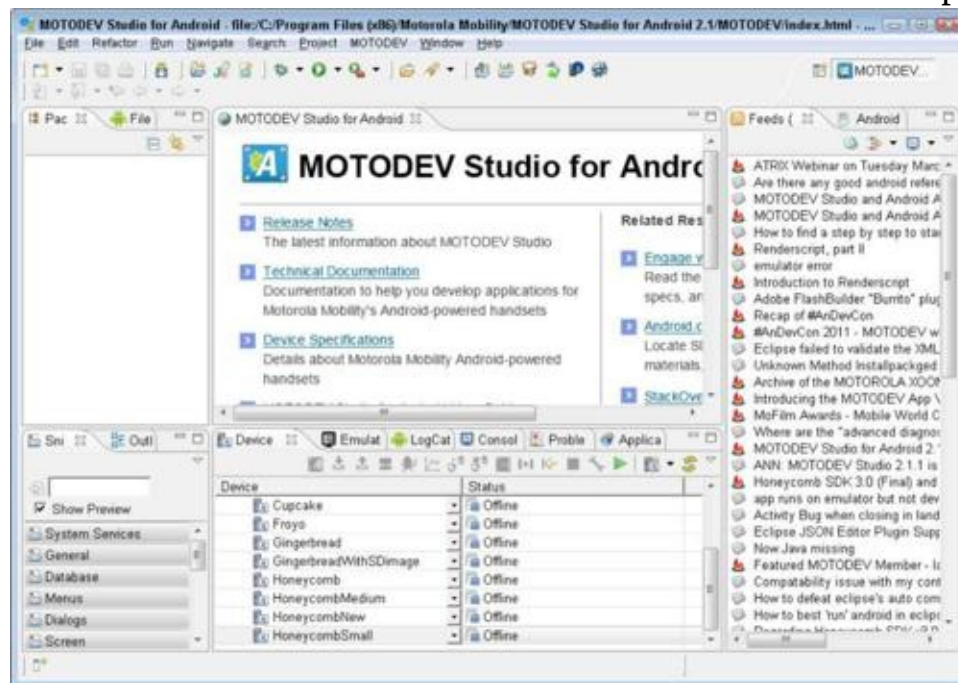 MOTODEV Studio for Android - file:/C:/Program Files (x86)/Motorola Mobility/MOTODEV Studio for Android 2.1/MOTODEV/index.html - ...
File Edit Refactor Run Navigate Search Project MOTODEV Window Help
MOTODEV...
Pac File
MOTODEV Studio for Android
MOTODEV Studio for Andro
Release Notes
The latest information about MOTODEV Studio
Technical Documentation
Documentation to help you develop applications for
Motorola Mobility's Android-powered handsets
Device Specifications
Details about Motorola Mobility Android-powered
handsets
Related Res
Engage w
Read the
specs, an
Android.c
Locate S
materials,
StackOve
Feeds ( Android
ATRIX Webinar on Tuesday Marc
Are there any good android refere
MOTODEV Studio and Android A
MOTODEV Studio and Android A
How to find a step by step to star
Renderscript, part II
emulator error
Introduction to Renderscript
Adobe FlashBuilder "Burrito" plug
Recap of #AnDevCon
#AnDevCon 2011 - MOTODEV w
Eclipse failed to validate the XML
Unknown Method Installpackged
Archive of the MOTOROLA XOOM
Introducing the MOTODEV App V
MoFilm Awards - Mobile World C
Where are the "advanced diagnos
MOTODEV Studio for Android 2.
ANN: MOTODEV Studio 2.1.1 is
Honeycomb SDK 3.0 (Final) and
app runs on emulator but not dev
Activity Bug when closing in land
Eclipse JSON Editor Plugin Supp
Now Java missing
Featured MOTODEV Member - Ic
Compatability issue with my cont
How to defeat eclipse's auto com
How to best 'run' android in eclips
Sni Outl
Show Preview
System Services
General
Database
Menus
Dialogs
Screen
Device Emulat LogCat Consol Proble Applica
Device Status
Cupcake Offline
Froyo Offline
Gingerbread Offline
GingerbreadWithSDimage Offline
Honeycomb Offline
HoneycombMedium Offline
HoneycombNew Offline
HoneycombSmall Offline